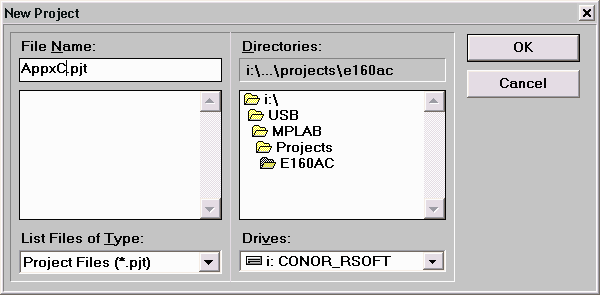 New Project
File Name:
AppxC.pjt
Directories:
i:\...\projects\e160ac
i:\
USB
MPLAB
Projects
E160AC
List Files of Type:
Project Files (*.pjt)
Drives:
i: CONOR_RSOFT
OK
Cancel